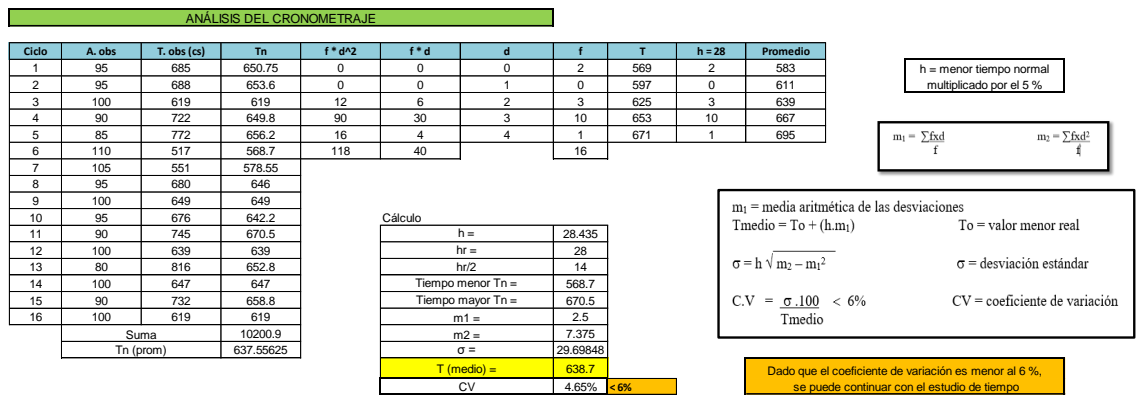 ANÁLISIS DEL CRONOMETRAJE
Ciclo A. obs T. obs (cs) Tn f * d^2 f * d d f T h = 28 Promedio
1 95 685 650.75 0 0 0 2 569 2 583
2 95 688 653.6 0 0 1 0 597 0 611
3 100 619 619 12 6 2 3 625 3 639
4 90 722 649.8 90 30 3 10 653 10 667
5 85 772 656.2 16 4 4 1 671 1 695
6 110 517 568.7 118 40 16
7 105 551 578.55
8 95 680 646
9 100 649 649
10 95 676 642.2
11 90 745 670.5
12 100 639 639
13 80 816 652.8
14 100 647 647
15 90 732 658.8
16 100 619 619
Suma 10200.9
Tn (prom) 637.55625
Cálculo
h = 28.435
hr = 28
hr/2 14
Tiempo menor Tn = 568.7
Tiempo mayor Tn = 670.5
m1 = 2.5
m2 = 7.375
σ = 29.69848
T (medio) = 638.7
CV 4.65% < 6%
h = menor tiempo normal
multiplicado por el 5 %
m₁ = ∑fxd m₂ = ∑fxd²
f f
m₁ = media aritmética de las desviaciones
Tmedio = To + (h.m₁) To = valor menor real
σ = h √ m₂ – m₁² σ = desviación estándar
C.V = σ .100 < 6% CV = coeficiente de variación
Tmedio
Dado que el coeficiente de variación es menor al 6 %,
se puede continuar con el estudio de tiempo